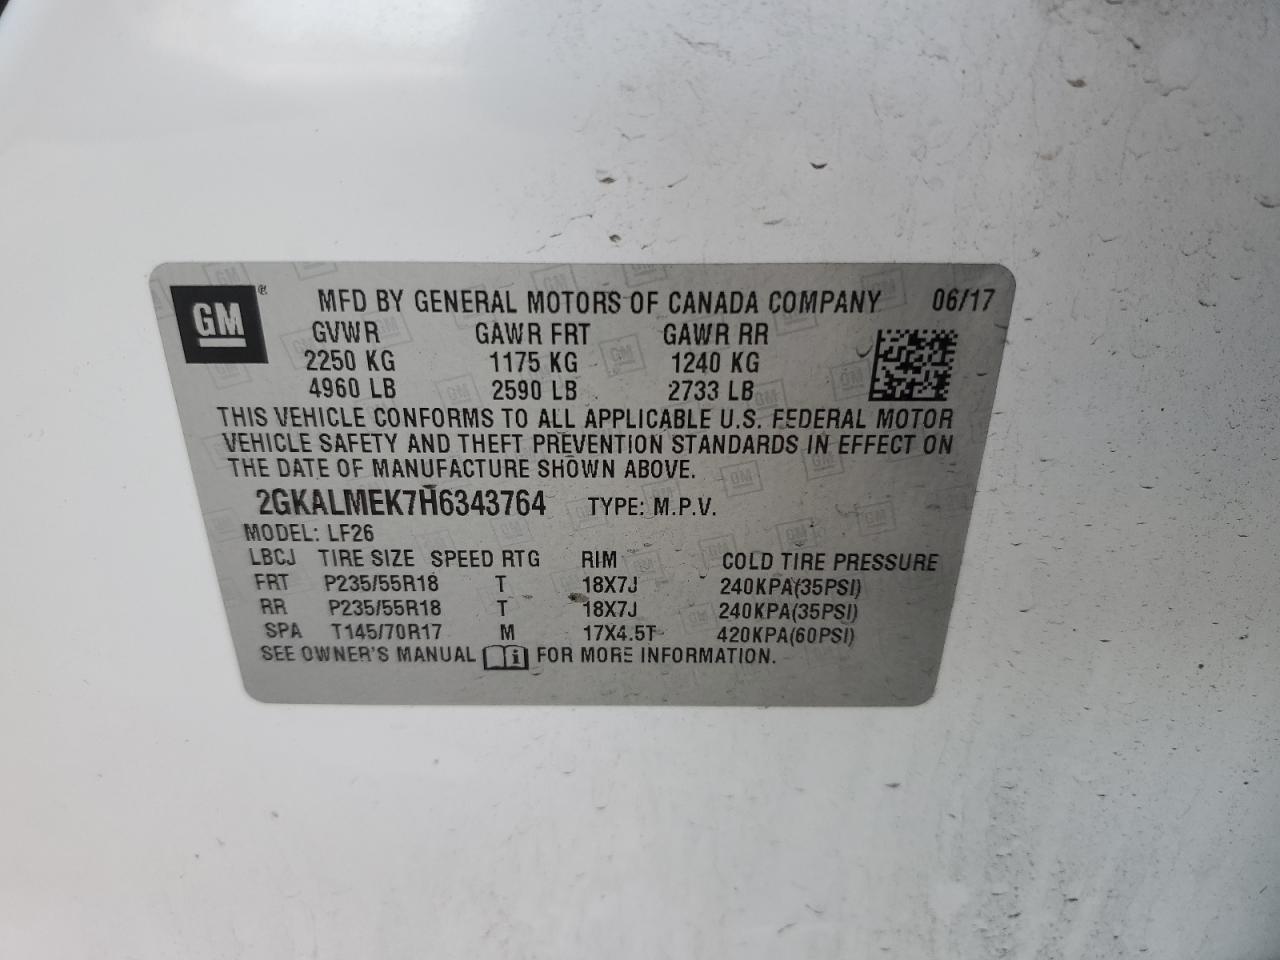 GM ® MFD BY GENERAL MOTORS OF CANADA COMPANY 06/17
GVWR GAWR FRT GAWR RR
2250 KG 1175 KG 1240 KG
4960 LB 2590 LB 2733 LB
THIS VEHICLE CONFORMS TO ALL APPLICABLE U.S. FEDERAL MOTOR
VEHICLE SAFETY AND THEFT PREVENTION STANDARDS IN EFFECT ON
THE DATE OF MANUFACTURE SHOWN ABOVE.
2GKALMEK7H6343764 TYPE: M.P.V.
MODEL: LF26
LBCJ TIRE SIZE SPEED RTG RIM COLD TIRE PRESSURE
FRT P235/55R18 T 18X7J 240KPA(35PSI)
RR P235/55R18 T 18X7J 240KPA(35PSI)
SPA T145/70R17 M 17X4.5T 420KPA(60PSI)
SEE OWNER'S MANUAL i FOR MORE INFORMATION.